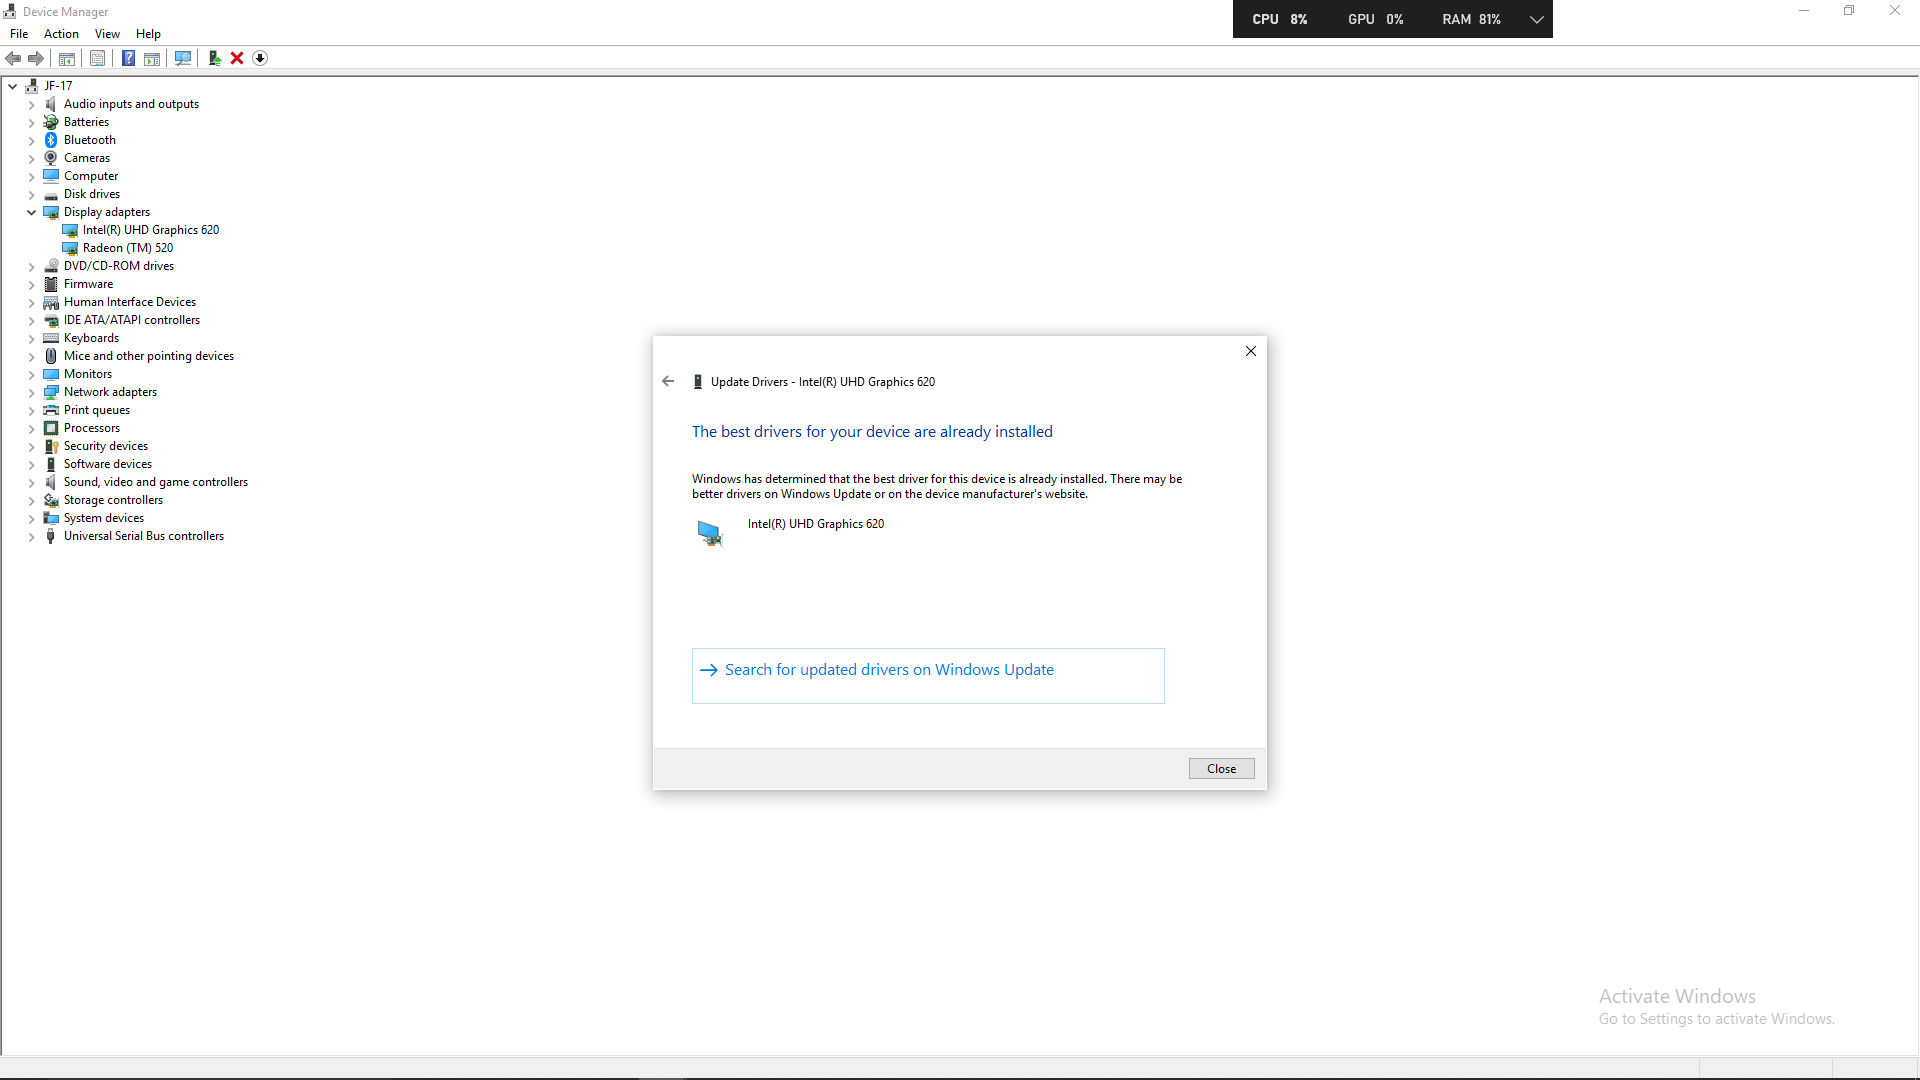 Device Manager
CPU 8% GPU 0% RAM 81%
File Action View Help
JF-17
Audio inputs and outputs
Batteries
Bluetooth
Cameras
Computer
Disk drives
Display adapters
Intel(R) UHD Graphics 620
Radeon (TM) 520
DVD/CD-ROM drives
Firmware
Human Interface Devices
IDE ATA/ATAPI controllers
Keyboards
Mice and other pointing devices
Monitors
Network adapters
Print queues
Processors
Security devices
Software devices
Sound, video and game controllers
Storage controllers
System devices
Universal Serial Bus controllers
Update Drivers - Intel(R) UHD Graphics 620
The best drivers for your device are already installed
Windows has determined that the best driver for this device is already installed. There may be
better drivers on Windows Update or on the device manufacturer's website.
Intel(R) UHD Graphics 620
Search for updated drivers on Windows Update
Close
Activate Windows
Go to Settings to activate Windows.